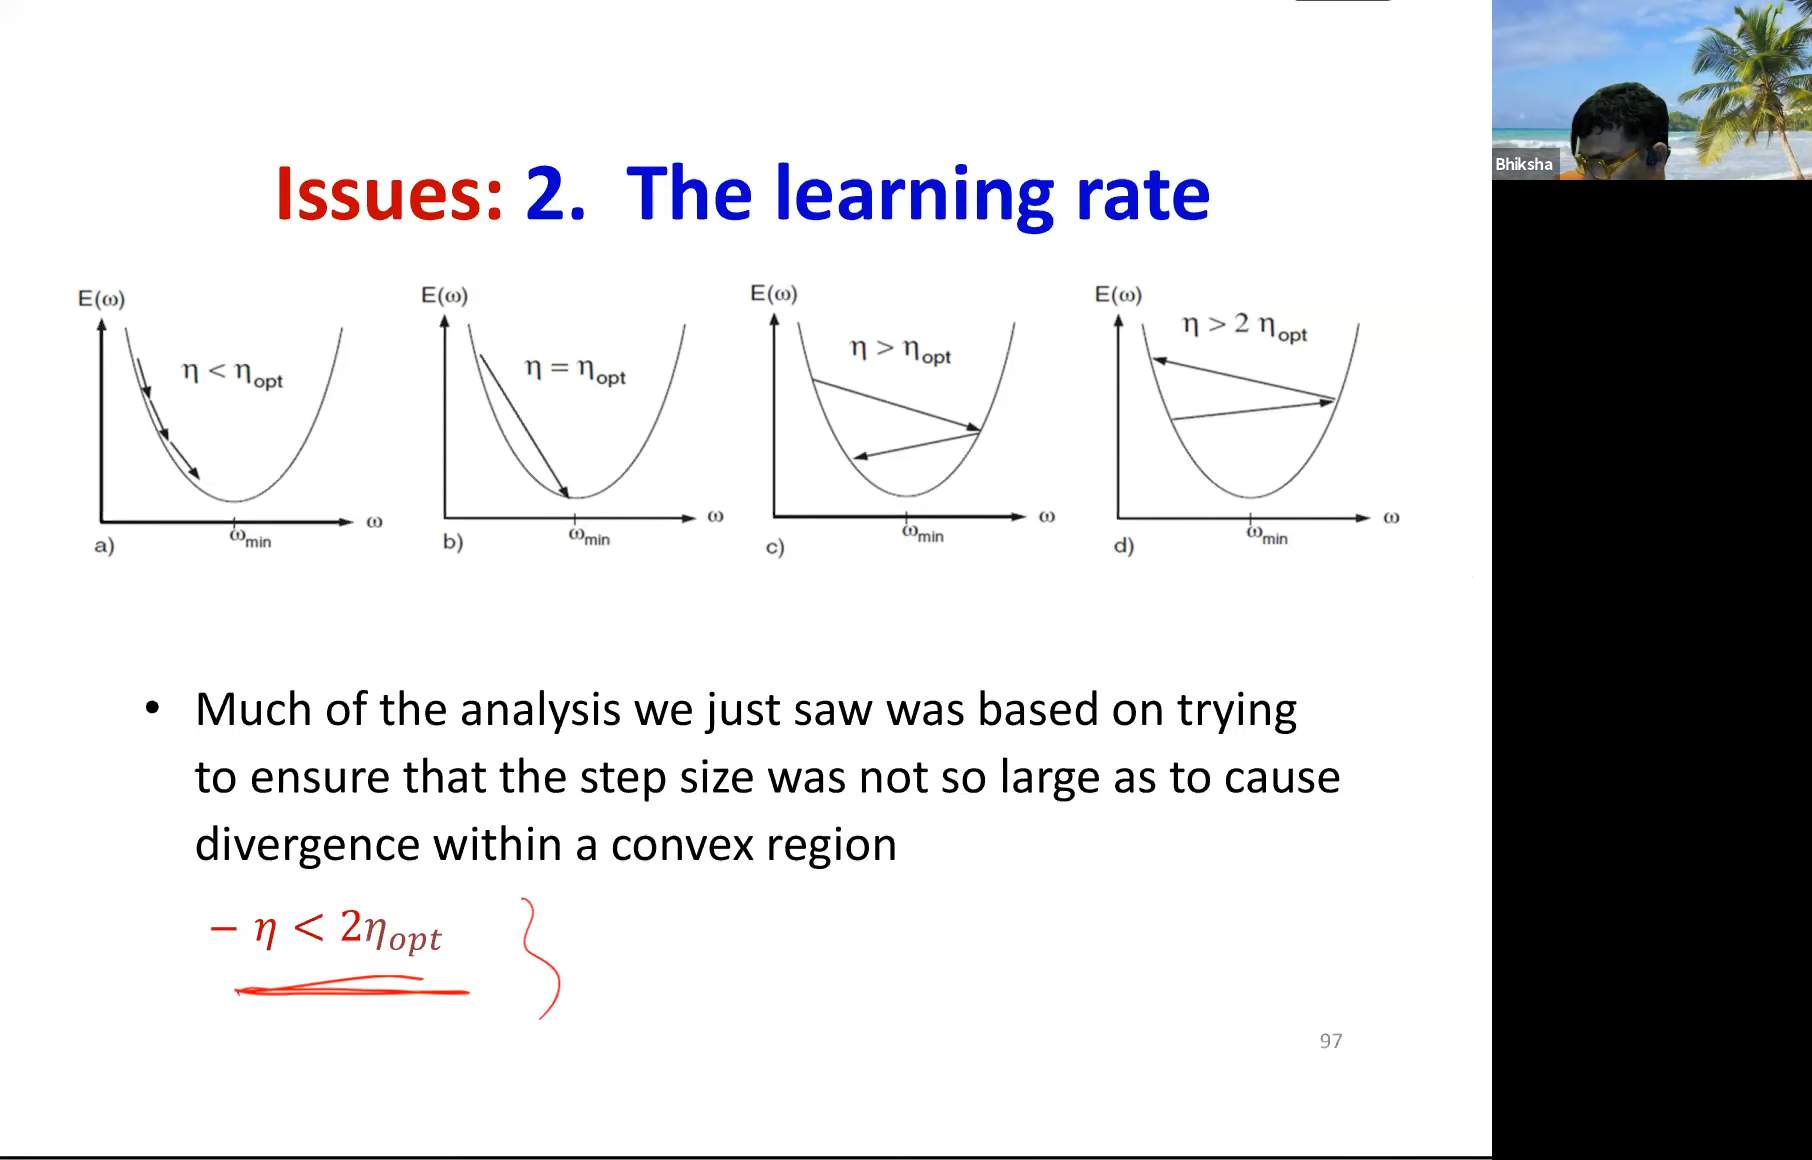 Bhiksha
Issues: 2. The learning rate
E(ω)
η < ηopt
ω
ωmin
a)
E(ω)
η = ηopt
ω
ωmin
b)
E(ω)
η > ηopt
ω
ωmin
c)
E(ω)
η > 2 ηopt
ω
ωmin
d)
• Much of the analysis we just saw was based on trying
to ensure that the step size was not so large as to cause
divergence within a convex region
– η < 2ηopt
97